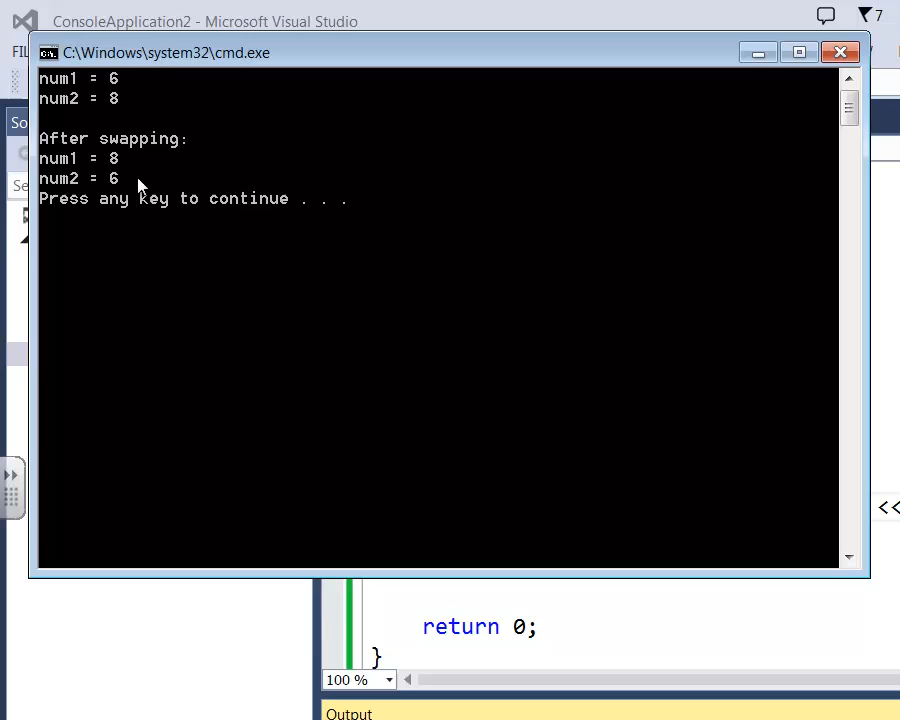 ConsoleApplication2 - Microsoft Visual Studio
7
FIL
C:\Windows\system32\cmd.exe
num1 = 6
num2 = 8
After swapping:
num1 = 8
num2 = 6
Press any key to continue . . .
So
Se
<<
return 0;
}
100 %
Output